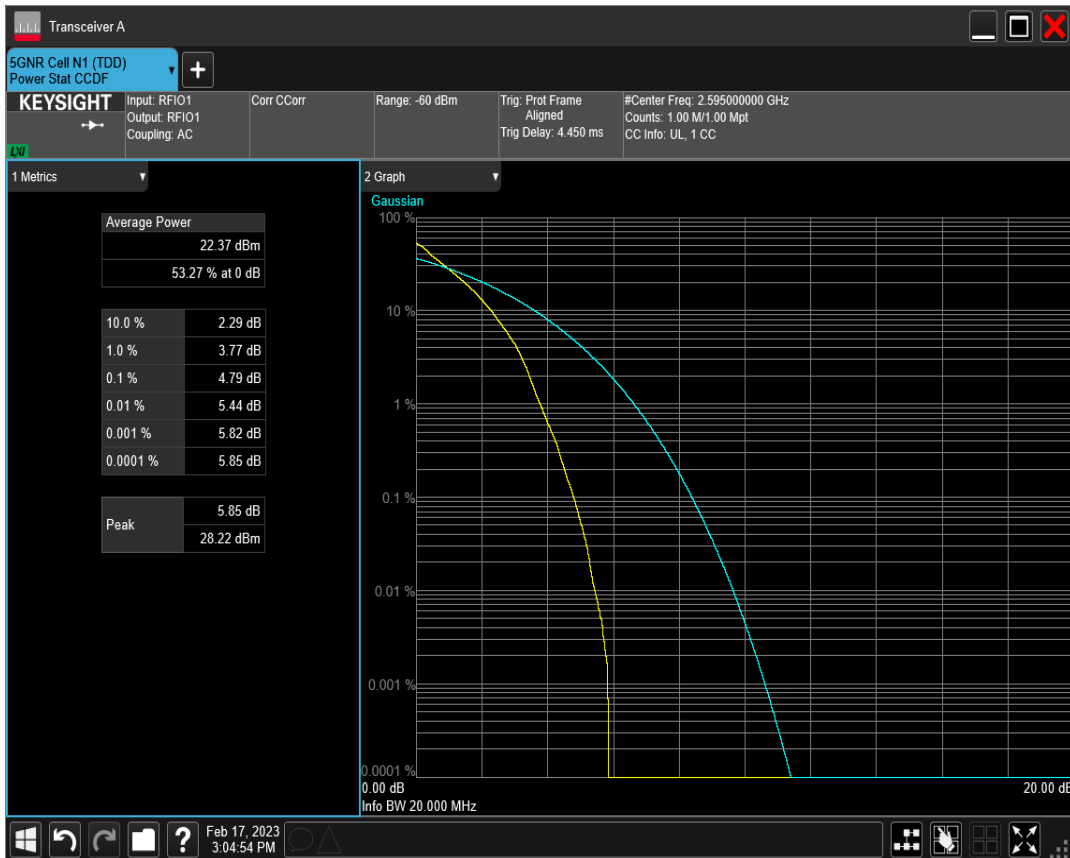 Transceiver A
5GNR Cell N1 (TDD)
Power Stat CCDF
+
KEYSIGHT
LXI
Input: RFIO1
Output: RFIO1
Coupling: AC
Corr CCorr
Range: -60 dBm
Trig: Prot Frame
Aligned
Trig Delay: 4.450 ms
#Center Freq: 2.595000000 GHz
Counts: 1.00 M/1.00 Mpt
CC Info: UL, 1 CC
1 Metrics
Average Power
22.37 dBm
53.27 % at 0 dB
10.0 % 2.29 dB
1.0 % 3.77 dB
0.1 % 4.79 dB
0.01 % 5.44 dB
0.001 % 5.82 dB
0.0001 % 5.85 dB
Peak 5.85 dB
28.22 dBm
2 Graph
Gaussian
100 %
10 %
1 %
0.1 %
0.01 %
0.001 %
0.0001 %
0.00 dB 20.00 dB
Info BW 20.000 MHz
?
Feb 17, 2023
3:04:54 PM